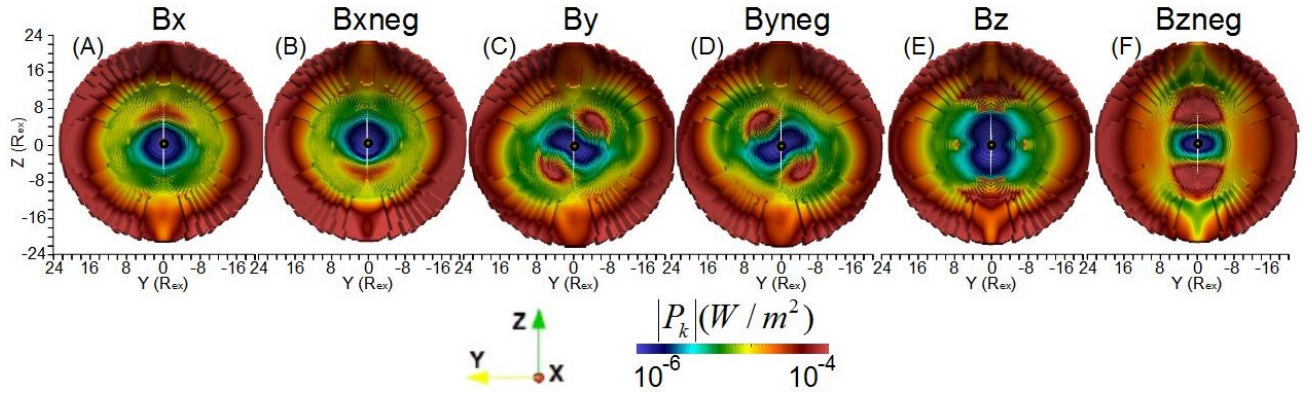 Bx Bxneg By Byneg Bz Bzneg
(A) (B) (C) (D) (E) (F)
24
16
8
0
-8
-16
-24
Z (Rex)
24 16 8 0 -8 -16 24 16 8 0 -8 -16 24 16 8 0 -8 -16 24 16 8 0 -8 -16 24 16 8 0 -8 -16 24 16 8 0 -8 -16
Y (Rex) Y (Rex) Y (Rex) Y (Rex) Y (Rex) Y (Rex)
Z
Y X
|P_k|(W / m^2)
10^-6 10^-4